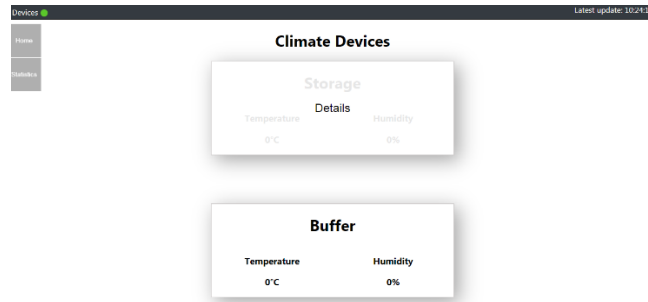 Devices
Latest update: 10:24:1
Home
Statistics
Climate Devices
Storage
Details
Temperature Humidity
0°C 0%
Buffer
Temperature Humidity
0°C 0%